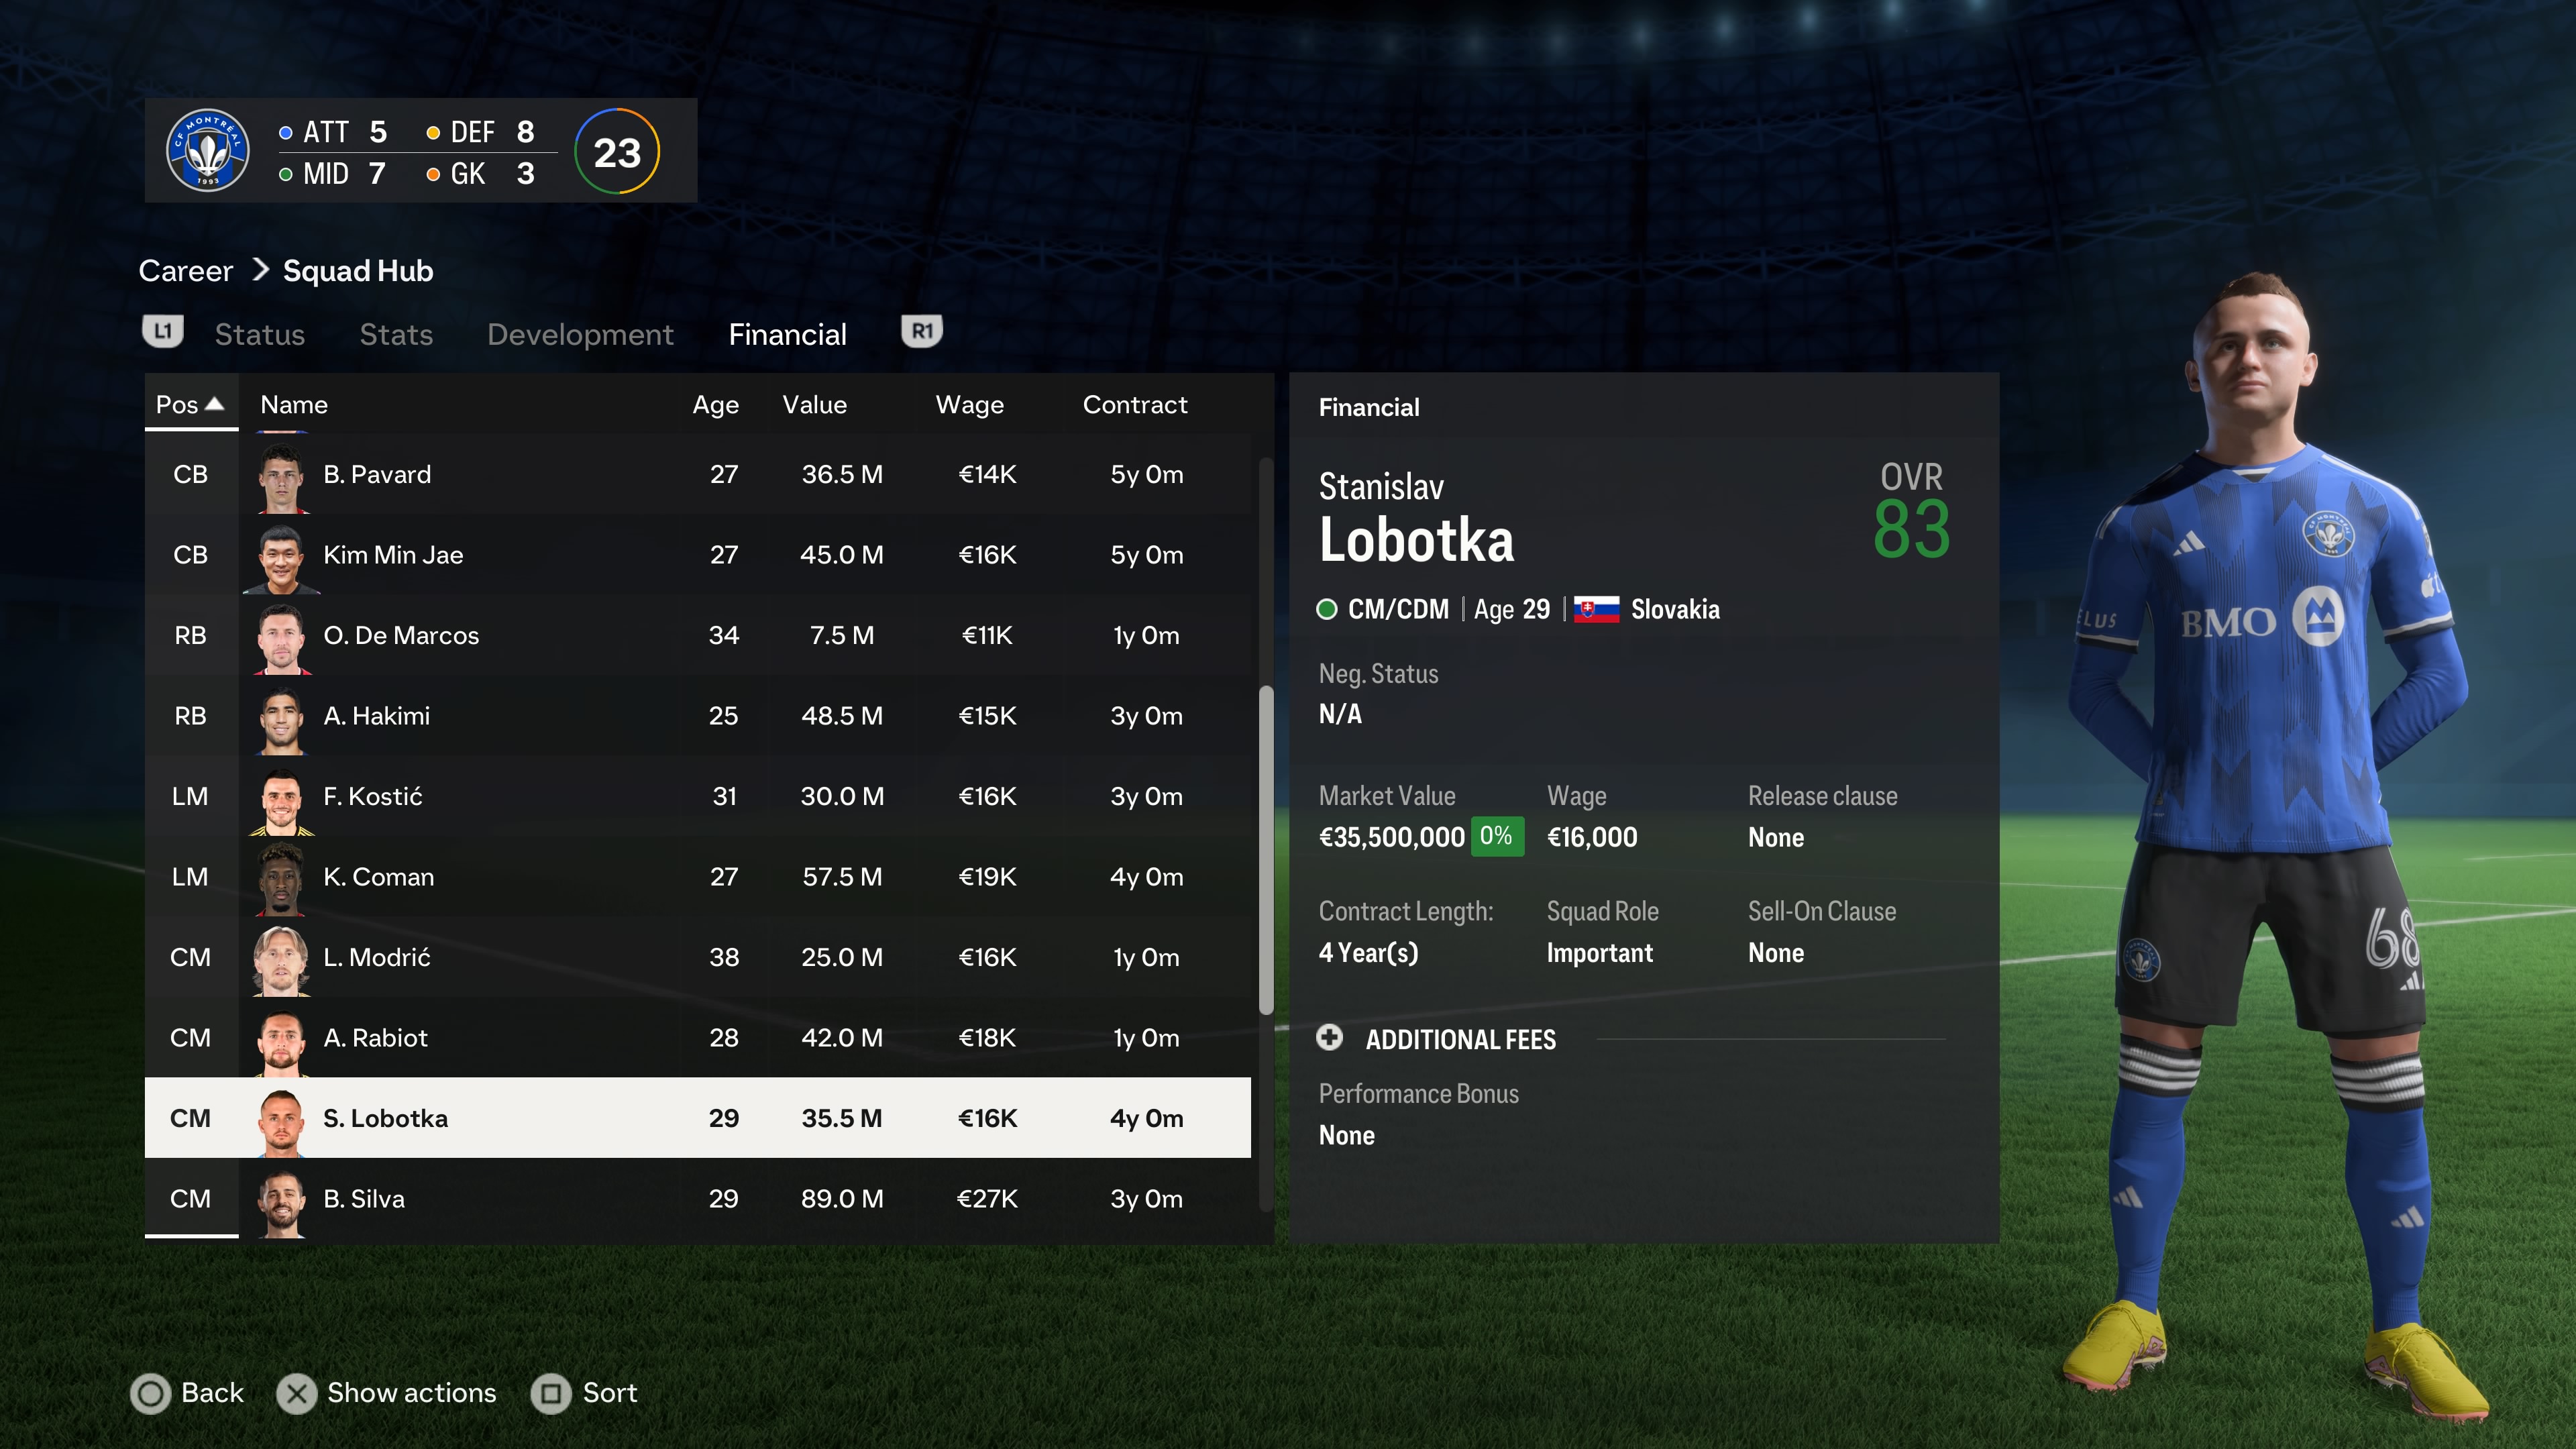 CF MONTRÉAL
1993
ATT 5 DEF 8
MID 7 GK 3
23
Career > Squad Hub
L1 Status Stats Development Financial R1
Pos Name Age Value Wage Contract
CB B. Pavard 27 36.5 M €14K 5y 0m
CB Kim Min Jae 27 45.0 M €16K 5y 0m
RB O. De Marcos 34 7.5 M €11K 1y 0m
RB A. Hakimi 25 48.5 M €15K 3y 0m
LM F. Kostić 31 30.0 M €16K 3y 0m
LM K. Coman 27 57.5 M €19K 4y 0m
CM L. Modrić 38 25.0 M €16K 1y 0m
CM A. Rabiot 28 42.0 M €18K 1y 0m
CM S. Lobotka 29 35.5 M €16K 4y 0m
CM B. Silva 29 89.0 M €27K 3y 0m
Financial
Stanislav
Lobotka
OVR
83
CM/CDM | Age 29 | Slovakia
Neg. Status
N/A
Market Value Wage Release clause
€35,500,000 0% €16,000 None
Contract Length: Squad Role Sell-On Clause
4 Year(s) Important None
ADDITIONAL FEES
Performance Bonus
None
ELUS
BMO
68
Back Show actions Sort